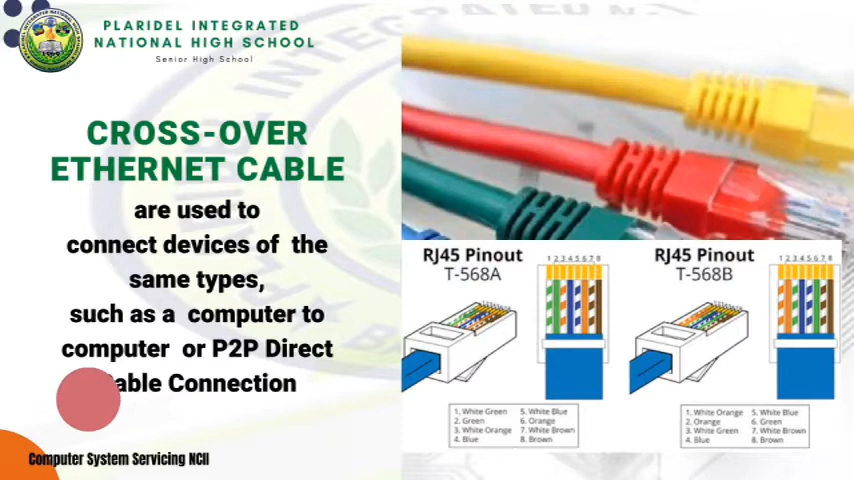 PLARIDEL INTEGRATED
NATIONAL HIGH SCHOOL
Senior High School
CROSS-OVER
ETHERNET CABLE
are used to
connect devices of the
same types,
such as a computer to
computer or P2P Direct
Connection
Computer System Servicing NCII
RJ45 Pinout
T-568A
1 2 3 4 5 6 7 8
1. White Green
2. Green
3. White Orange
4. Blue
5. White Blue
6. Orange
7. White Brown
8. Brown
RJ45 Pinout
T-568B
1 2 3 4 5 6 7 8
1. White Orange
2. Orange
3. White Green
4. Blue
5. White Blue
6. Green
7. White Brown
8. Brown